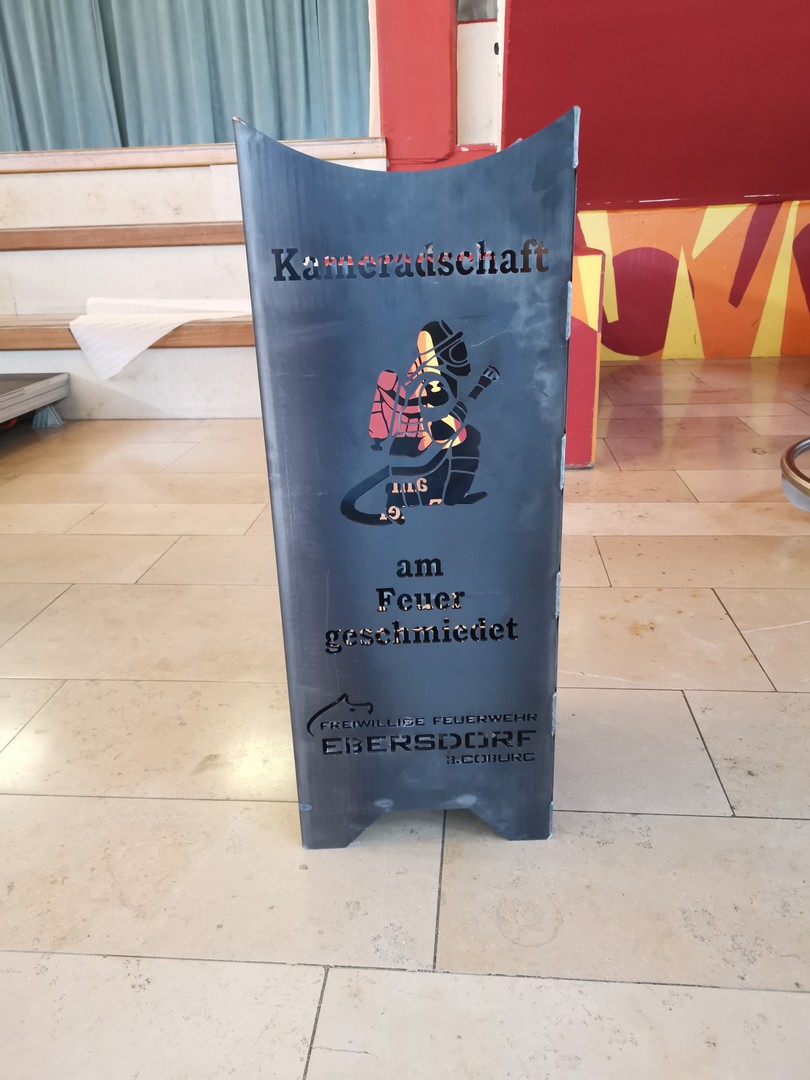 Kameradschaft
am
Feuer
geschmiedet
FREIWILLIGE FEUERWEHR
EBERSDORF
B.COBURG